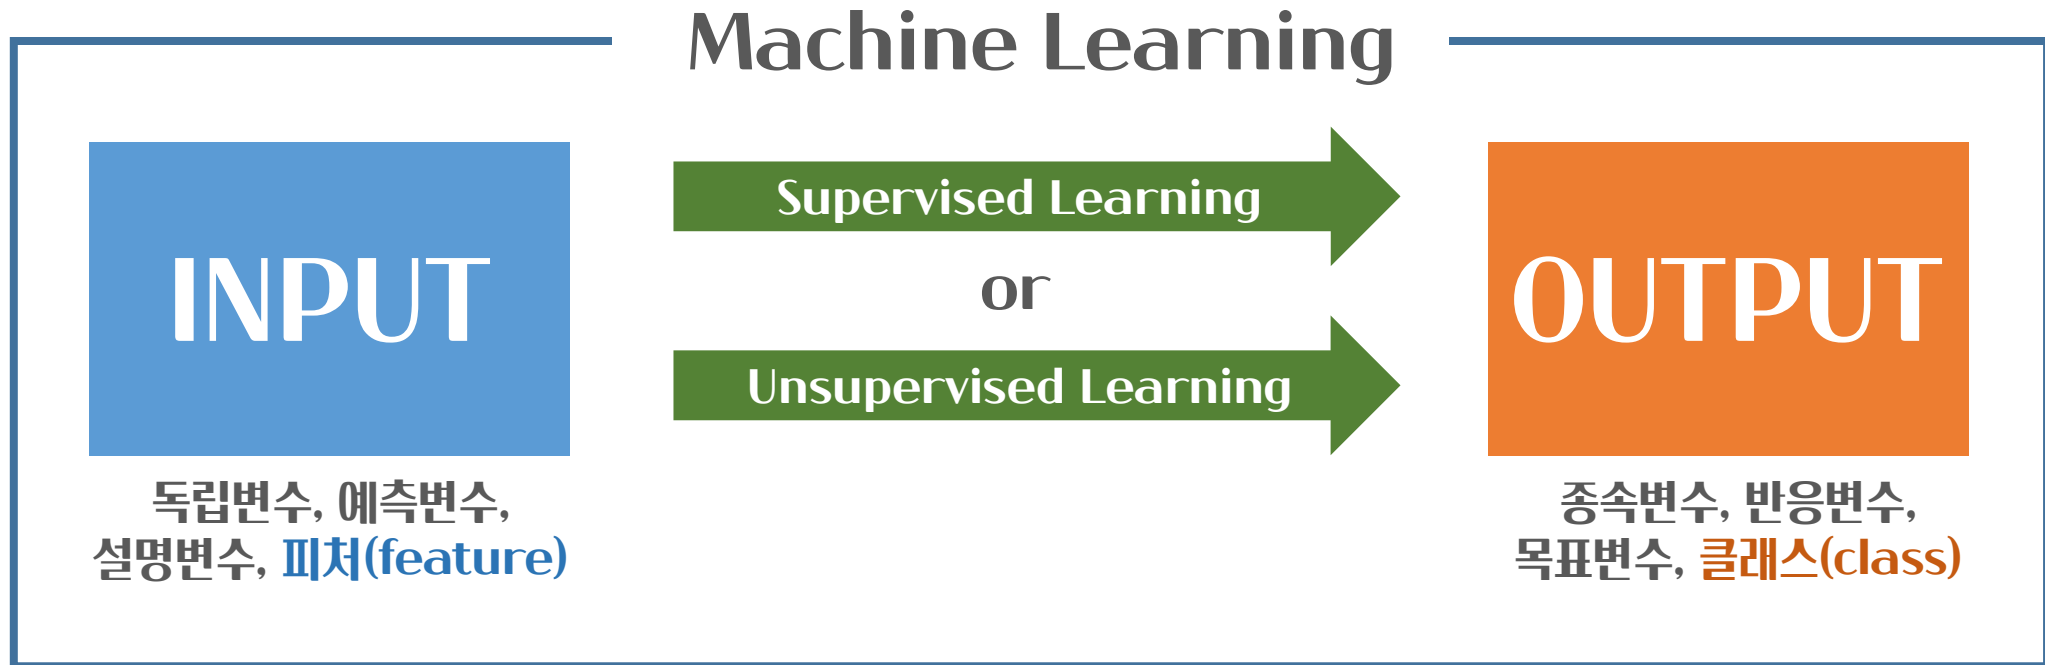 Machine Learning
INPUT
독립변수, 예측변수,
설명변수, 피처(feature)
Supervised Learning
or
Unsupervised Learning
OUTPUT
종속변수, 반응변수,
목표변수, 클래스(class)